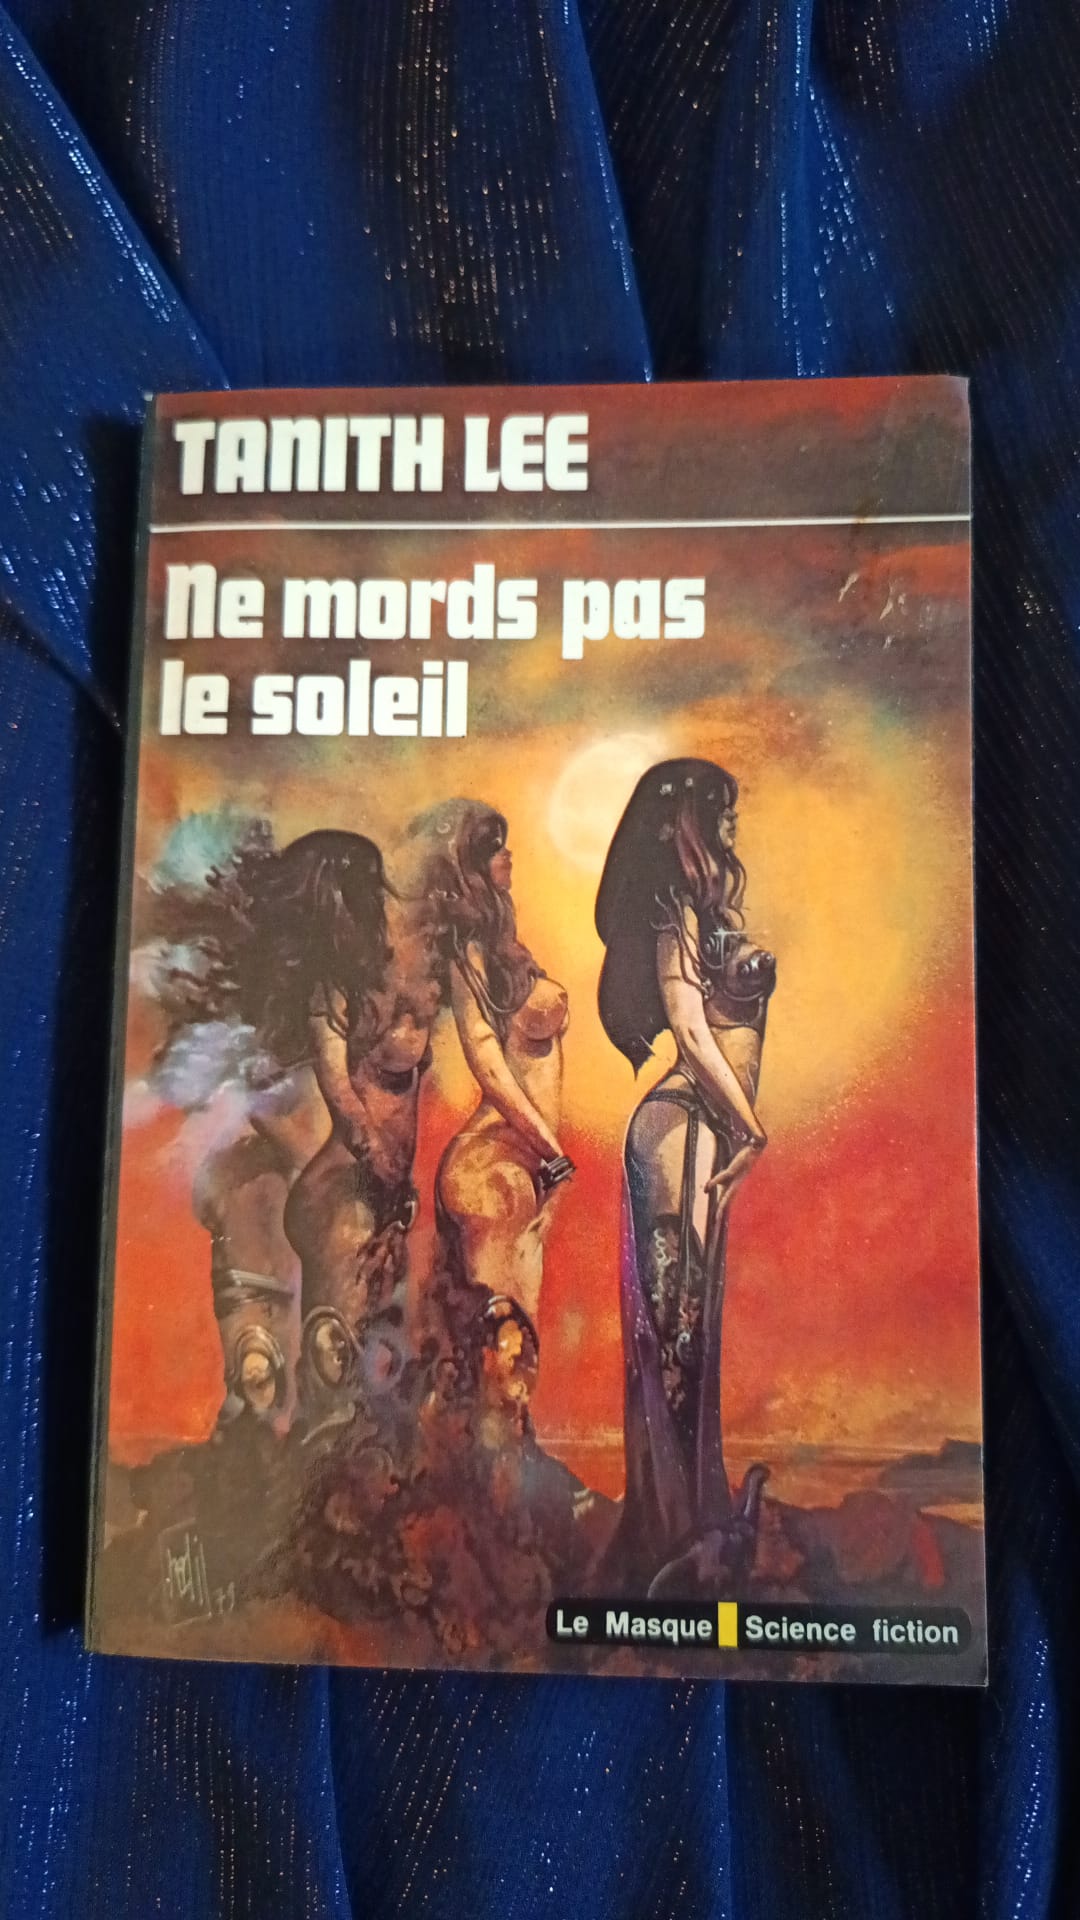 TANITH LEE
Ne mords pas
le soleil
Le Masque Science fiction